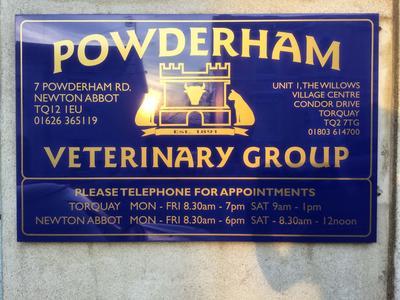 POWDERHAM
7 POWDERHAM RD.
NEWTON ABBOT
TQ12 1EU
01626 365119
UNIT 1, THE WILLOWS
VILLAGE CENTRE
CONDOR DRIVE
TORQUAY
TQ2 7TG
01803 614700
EST. 1891
VETERINARY GROUP
PLEASE TELEPHONE FOR APPOINTMENTS
TORQUAY MON - FRI 8.30am - 7pm SAT 9am - 1pm
NEWTON ABBOT MON - FRI 8.30am - 6pm SAT - 8.30am - 12noon